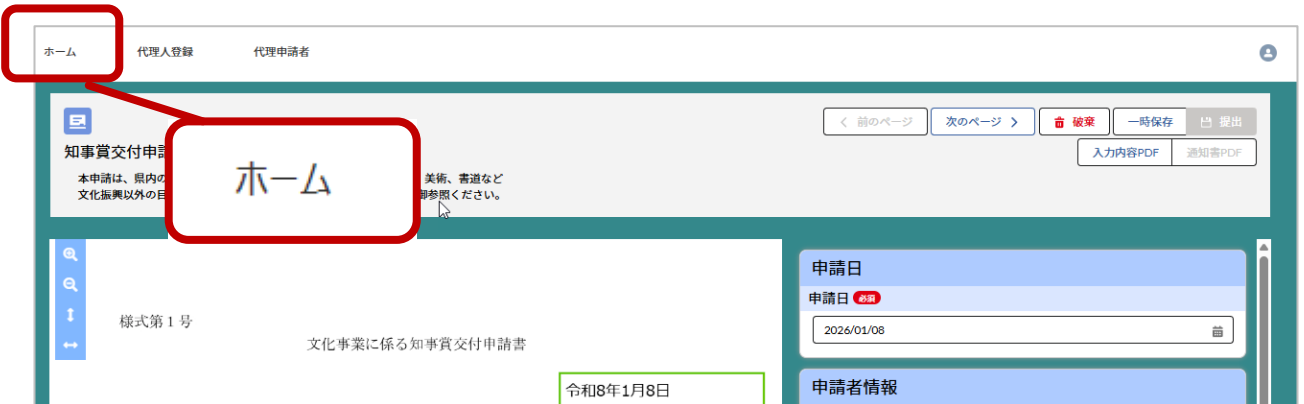 ホーム 代理人登録 代理申請者
前のページ 次のページ 破棄 一時保存 提出
入力内容PDF 通知書PDF
知事賞交付申
本申請は、県内の 美術、書道など
文化振興以外の目 参照ください。
ホーム
様式第1号
文化事業に係る知事賞交付申請書
令和8年1月8日
申請日
申請日 必須
2026/01/08
申請者情報